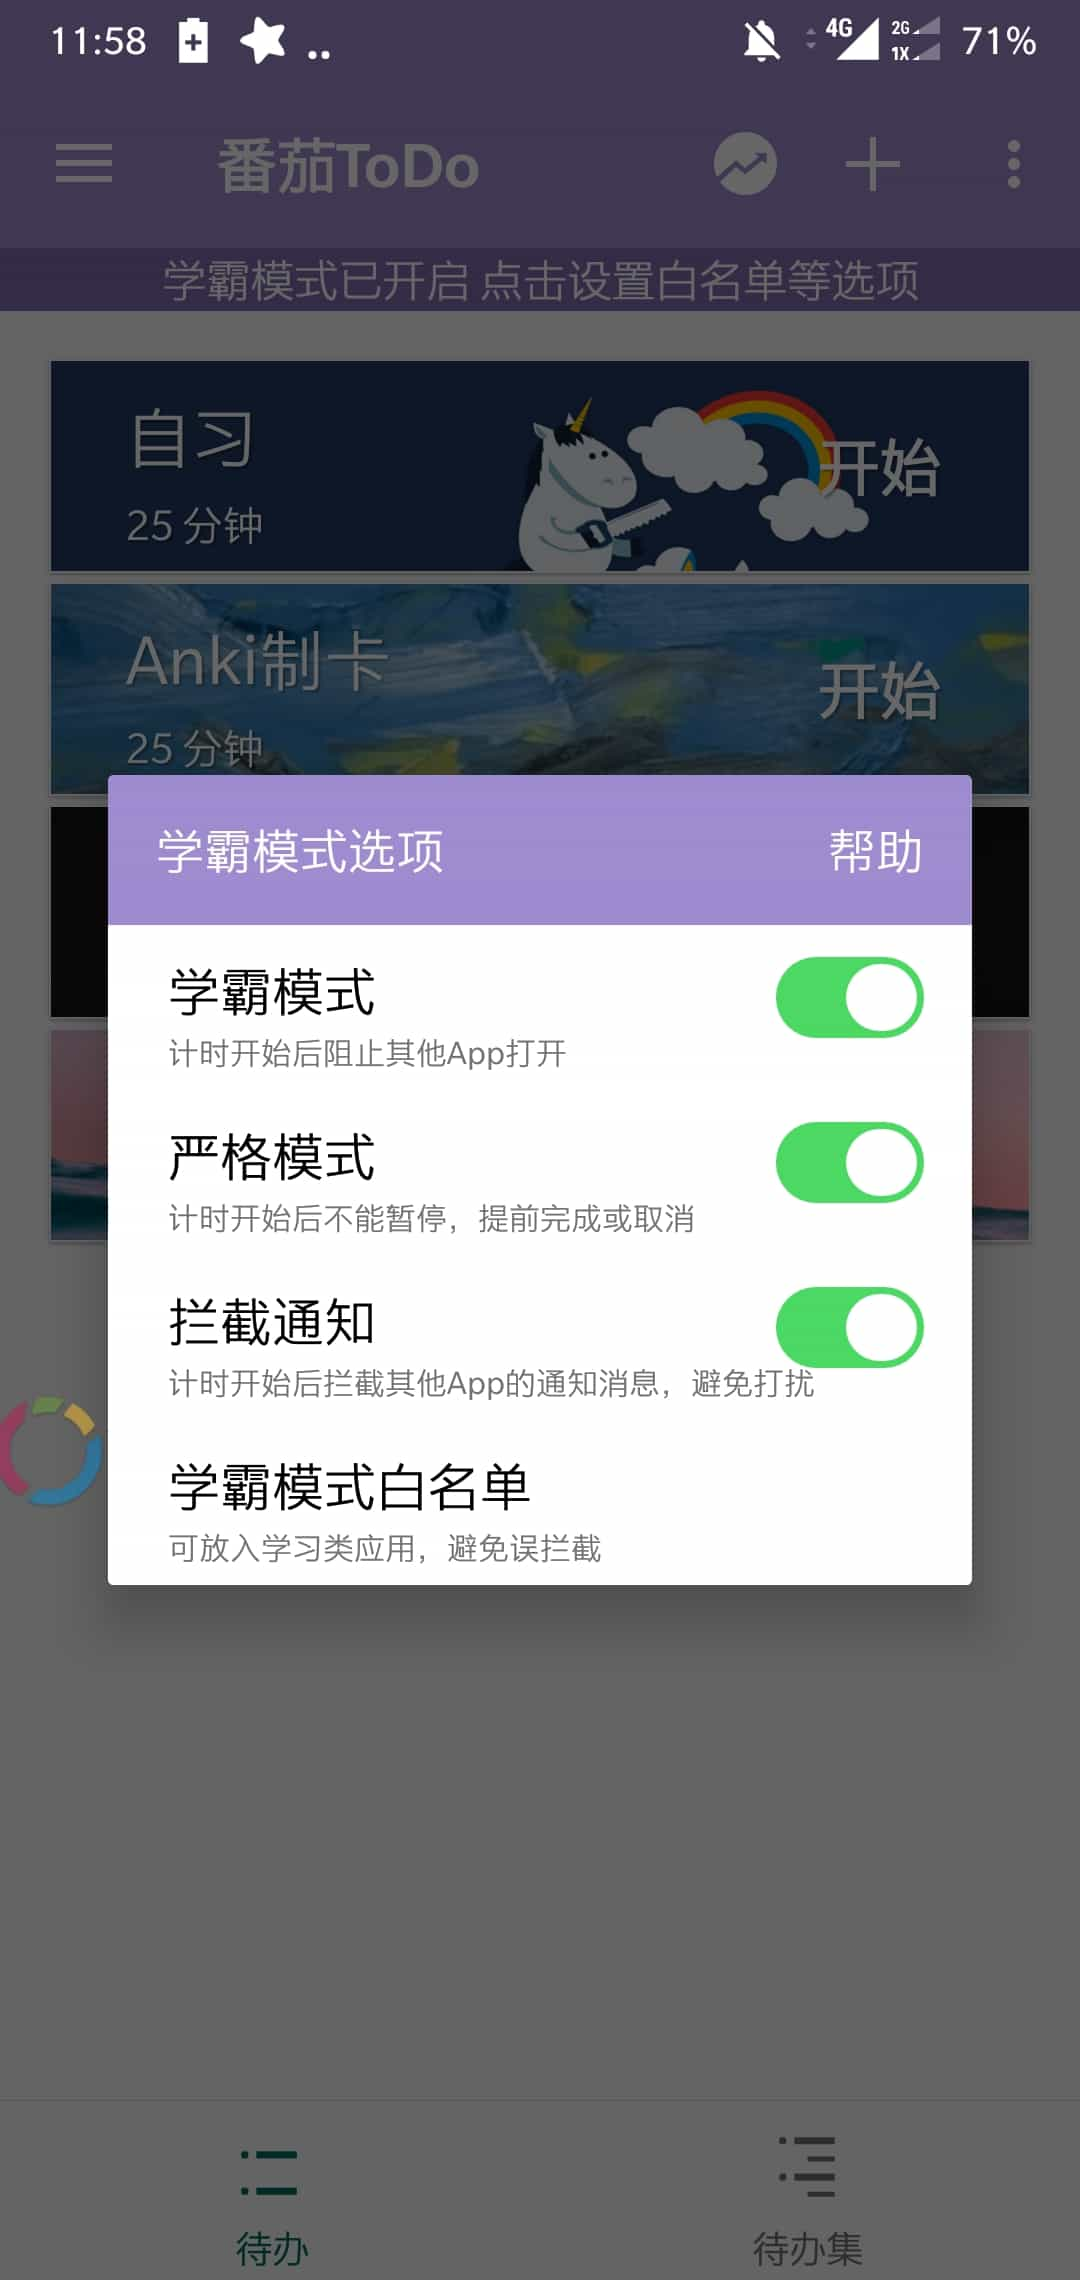 11:58
4G
2G
1X
71%
番茄ToDo
学霸模式已开启 点击设置白名单等选项
自习
25 分钟
开始
Anki制卡
25 分钟
开始
学霸模式选项
帮助
学霸模式
计时开始后阻止其他App打开
严格模式
计时开始后不能暂停，提前完成或取消
拦截通知
计时开始后拦截其他App的通知消息，避免打扰
学霸模式白名单
可放入学习类应用，避免误拦截
待办
待办集